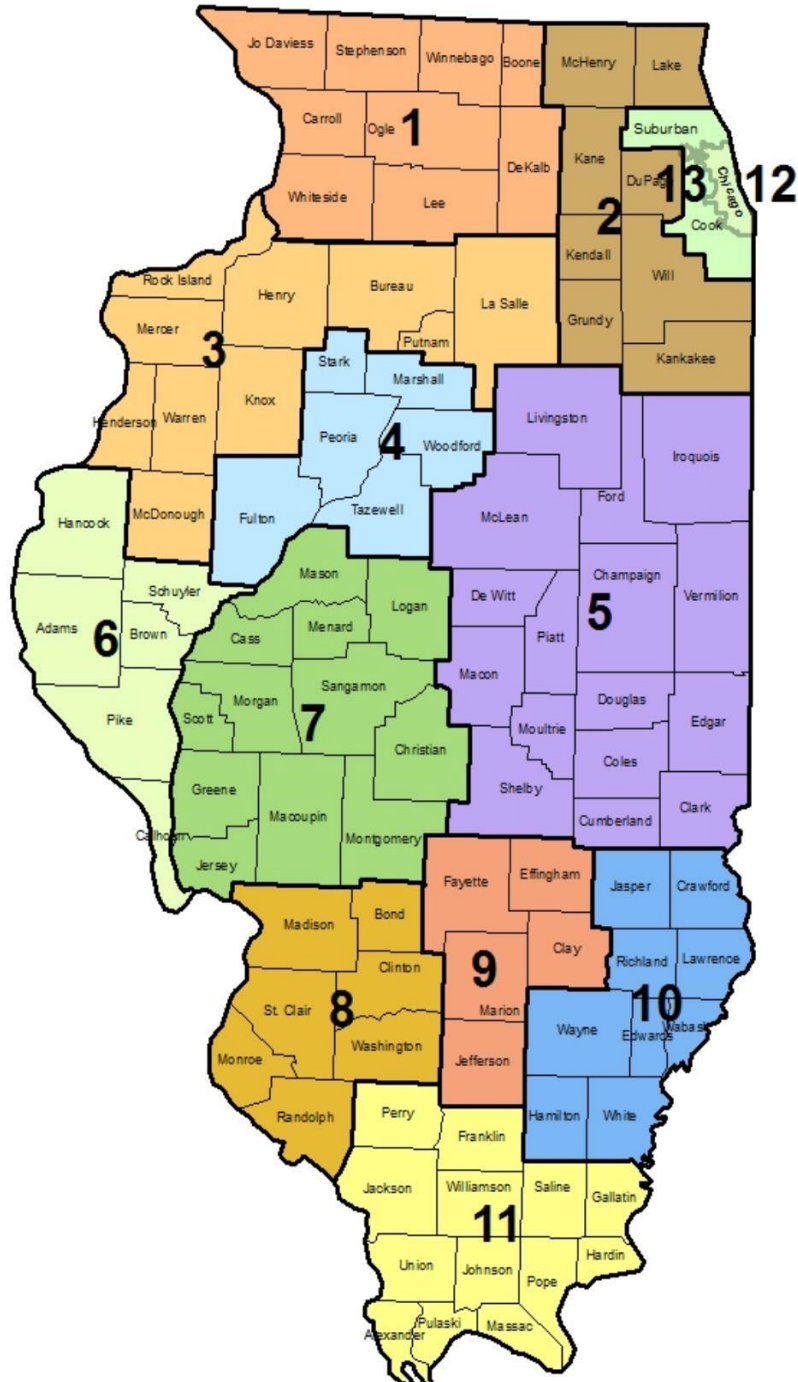 Jo Daviess
Stephenson
Winnebago
Boone
McHenry
Lake
Carroll
Ogle
1
DeKalb
Whiteside
Lee
Suburban
Kane
DuPag
13
Chicago
12
2
Cook
Kendall
Will
Grundy
Kankakee
Rock Island
Henry
Bureau
La Salle
Mercer
3
Putnam
Henderson
Warren
Knox
McDonough
Stark
Marshall
Peoria
4
Woodford
Fulton
Tazewell
Livingston
Iroquois
Ford
McLean
De Witt
Champaign
Vermilion
Piatt
5
Macon
Douglas
Moultrie
Edgar
Coles
Shelby
Cumberland
Clark
Hancock
Schuyler
Adams
6
Brown
Pike
Calhoun
Mason
Logan
Cass
Menard
Morgan
Sangamon
Scott
7
Christian
Greene
Macoupin
Montgomery
Jersey
Madison
Bond
Clinton
St. Clair
8
Monroe
Washington
Randolph
Fayette
Effingham
Clay
9
Marion
Jefferson
Jasper
Crawford
Richland
Lawrence
10
Wayne
Edwards
Wabash
Hamilton
White
Perry
Franklin
Jackson
Williamson
Saline
Gallatin
11
Hardin
Union
Johnson
Pope
Alexander
Pulaski
Massac